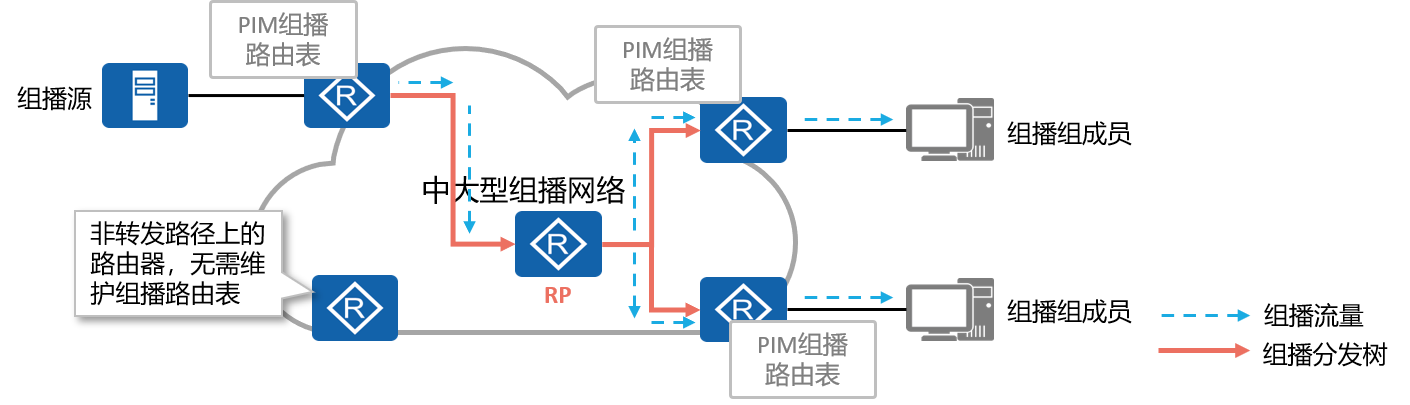 PIM组播
路由表
PIM组播
路由表
组播源
R
R
组播组成员
中大型组播网络
非转发路径上的
路由器，无需维
护组播路由表
R
RP
R
R
组播组成员
PIM组播
路由表
组播流量
组播分发树